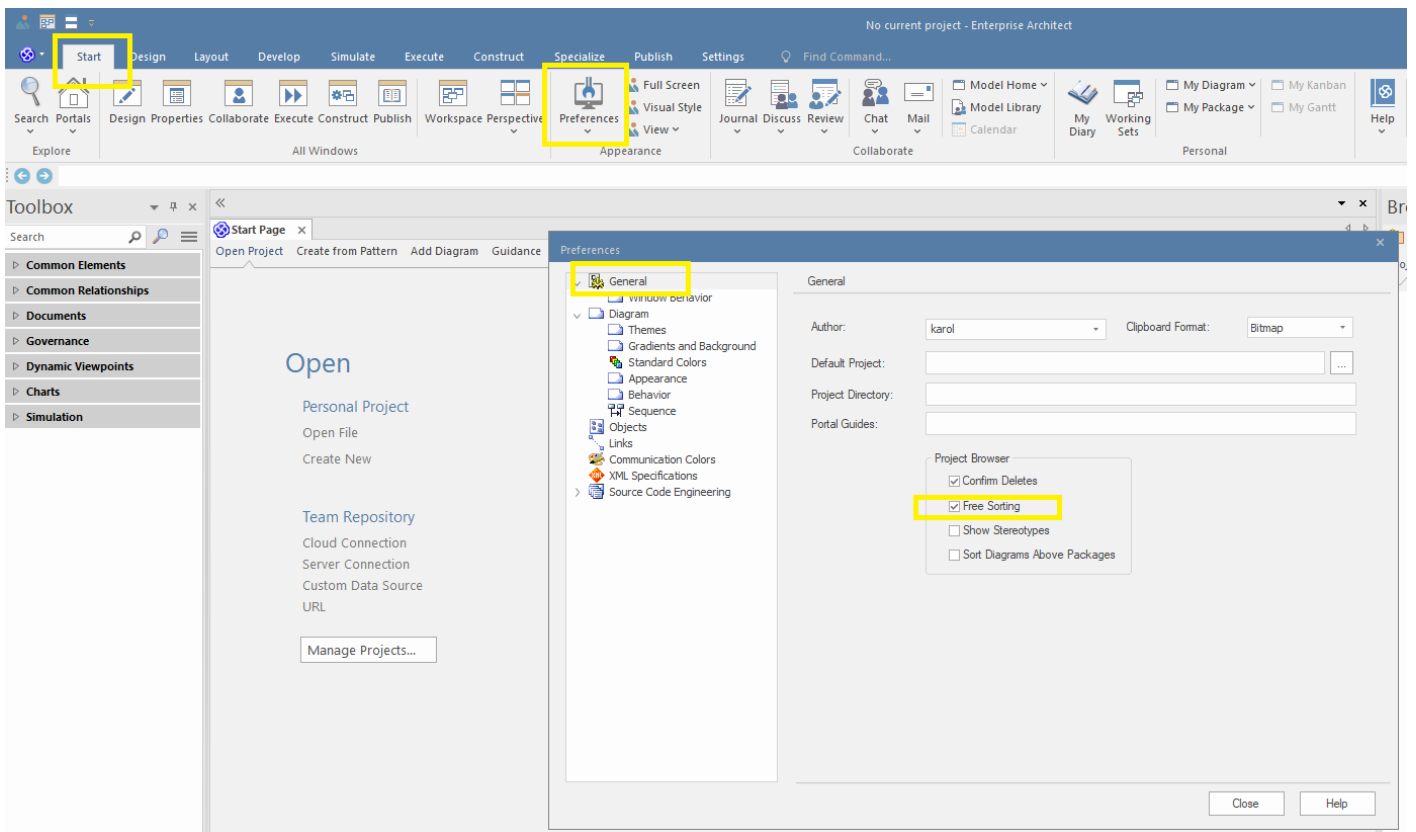 No current project - Enterprise Architect
Start Design Layout Develop Simulate Execute Construct Specialize Publish Settings Find Command...
Search Portals Design Properties Collaborate Execute Construct Publish Workspace Perspective Preferences Full Screen Journal Discuss Review Chat Mail Model Home My Diary Working Sets My Diagram My Kanban Help
Visual Style Model Library My Package My Gantt
View Calendar
Explore All Windows Appearance Collaborate Personal
Toolbox
Search
Common Elements
Common Relationships
Documents
Governance
Dynamic Viewpoints
Charts
Simulation
Start Page
Open Project Create from Pattern Add Diagram Guidance
Open
Personal Project
Open File
Create New
Team Repository
Cloud Connection
Server Connection
Custom Data Source
URL
Manage Projects...
Preferences
General
Window Behavior
Diagram
Themes
Gradients and Background
Standard Colors
Appearance
Behavior
Sequence
Objects
Links
Communication Colors
XML Specifications
Source Code Engineering
General
Author: karol Clipboard Format: Bitmap
Default Project: ...
Project Directory:
Portal Guides:
Project Browser
Confirm Deletes
Free Sorting
Show Stereotypes
Sort Diagrams Above Packages
Close Help